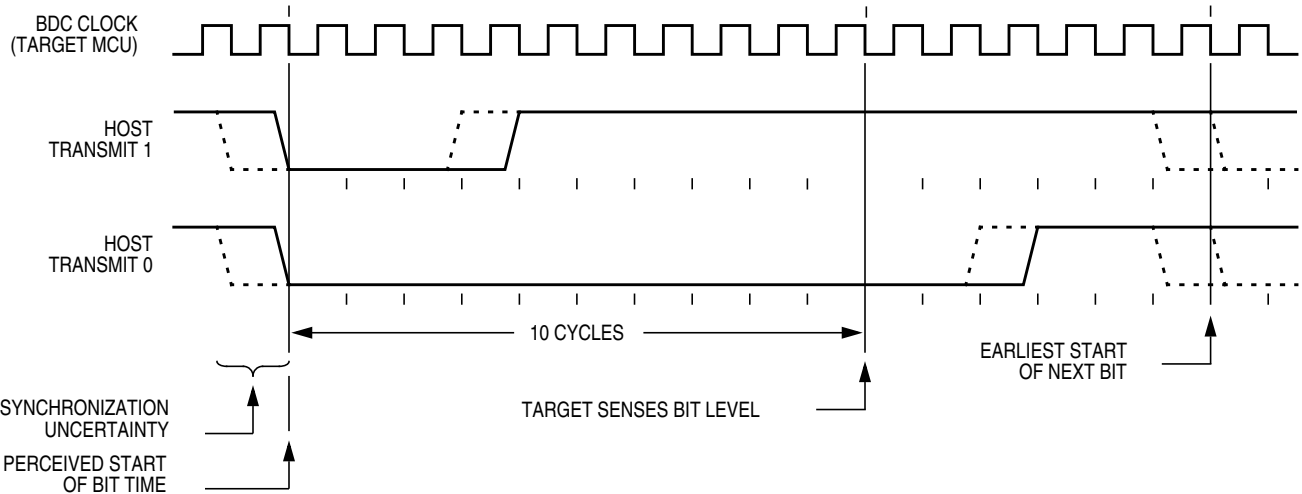 BDC CLOCK
(TARGET MCU)
HOST
TRANSMIT 1
HOST
TRANSMIT 0
10 CYCLES
EARLIEST START
OF NEXT BIT
SYNCHRONIZATION
UNCERTAINTY
TARGET SENSES BIT LEVEL
PERCEIVED START
OF BIT TIME